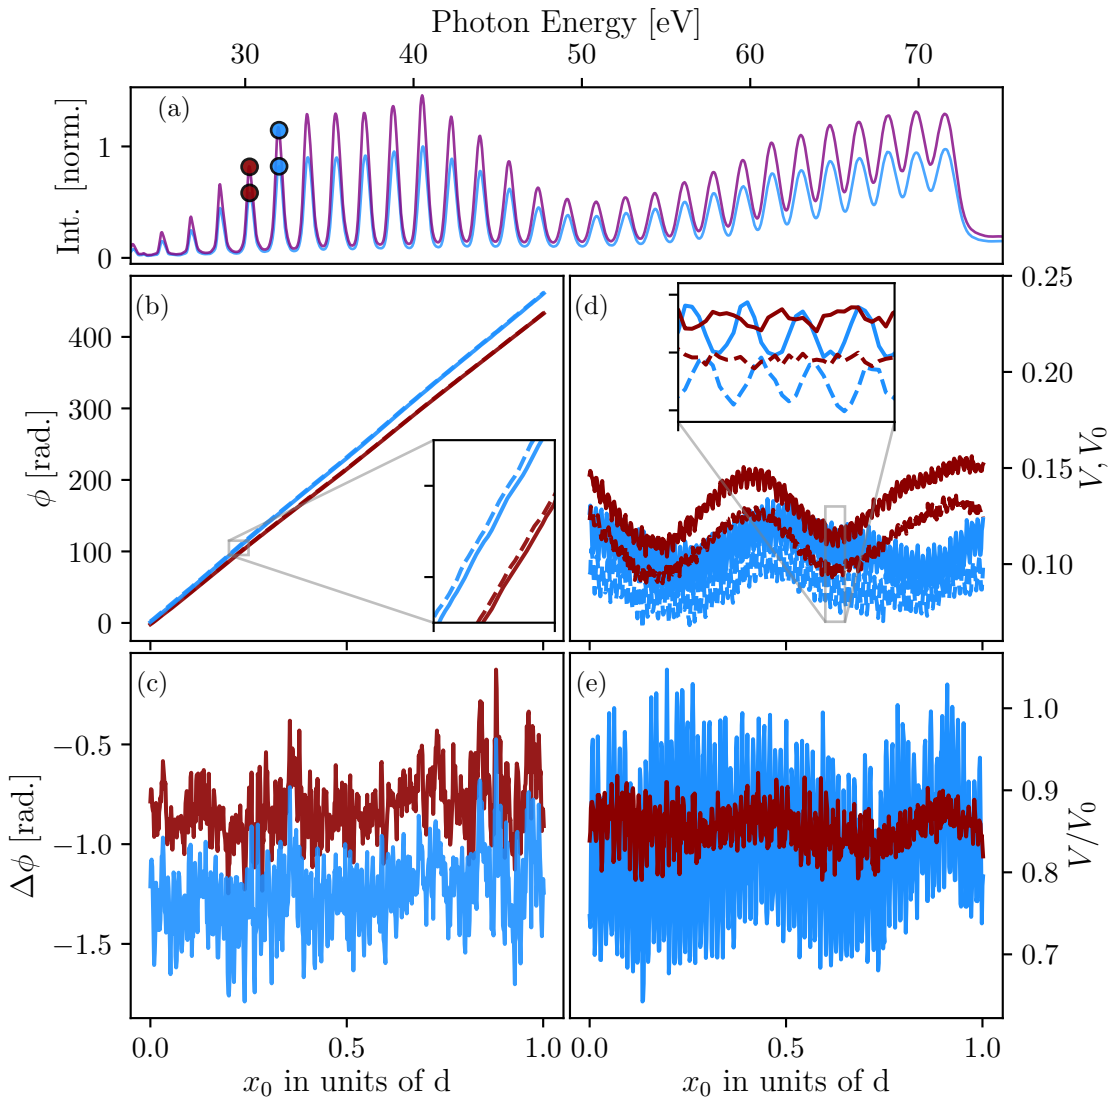 Photon Energy [eV]
30 40 50 60 70
(a)
Int. [norm.]
1
0
(b)
ϕ [rad.]
400
300
200
100
0
(d)
0.25
0.20
0.15
0.10
V, V₀
(c)
Δϕ [rad.]
−0.5
−1.0
−1.5
(e)
1.0
0.9
0.8
0.7
V/V₀
0.0 0.5 1.0
0.0 0.5 1.0
x₀ in units of d
x₀ in units of d